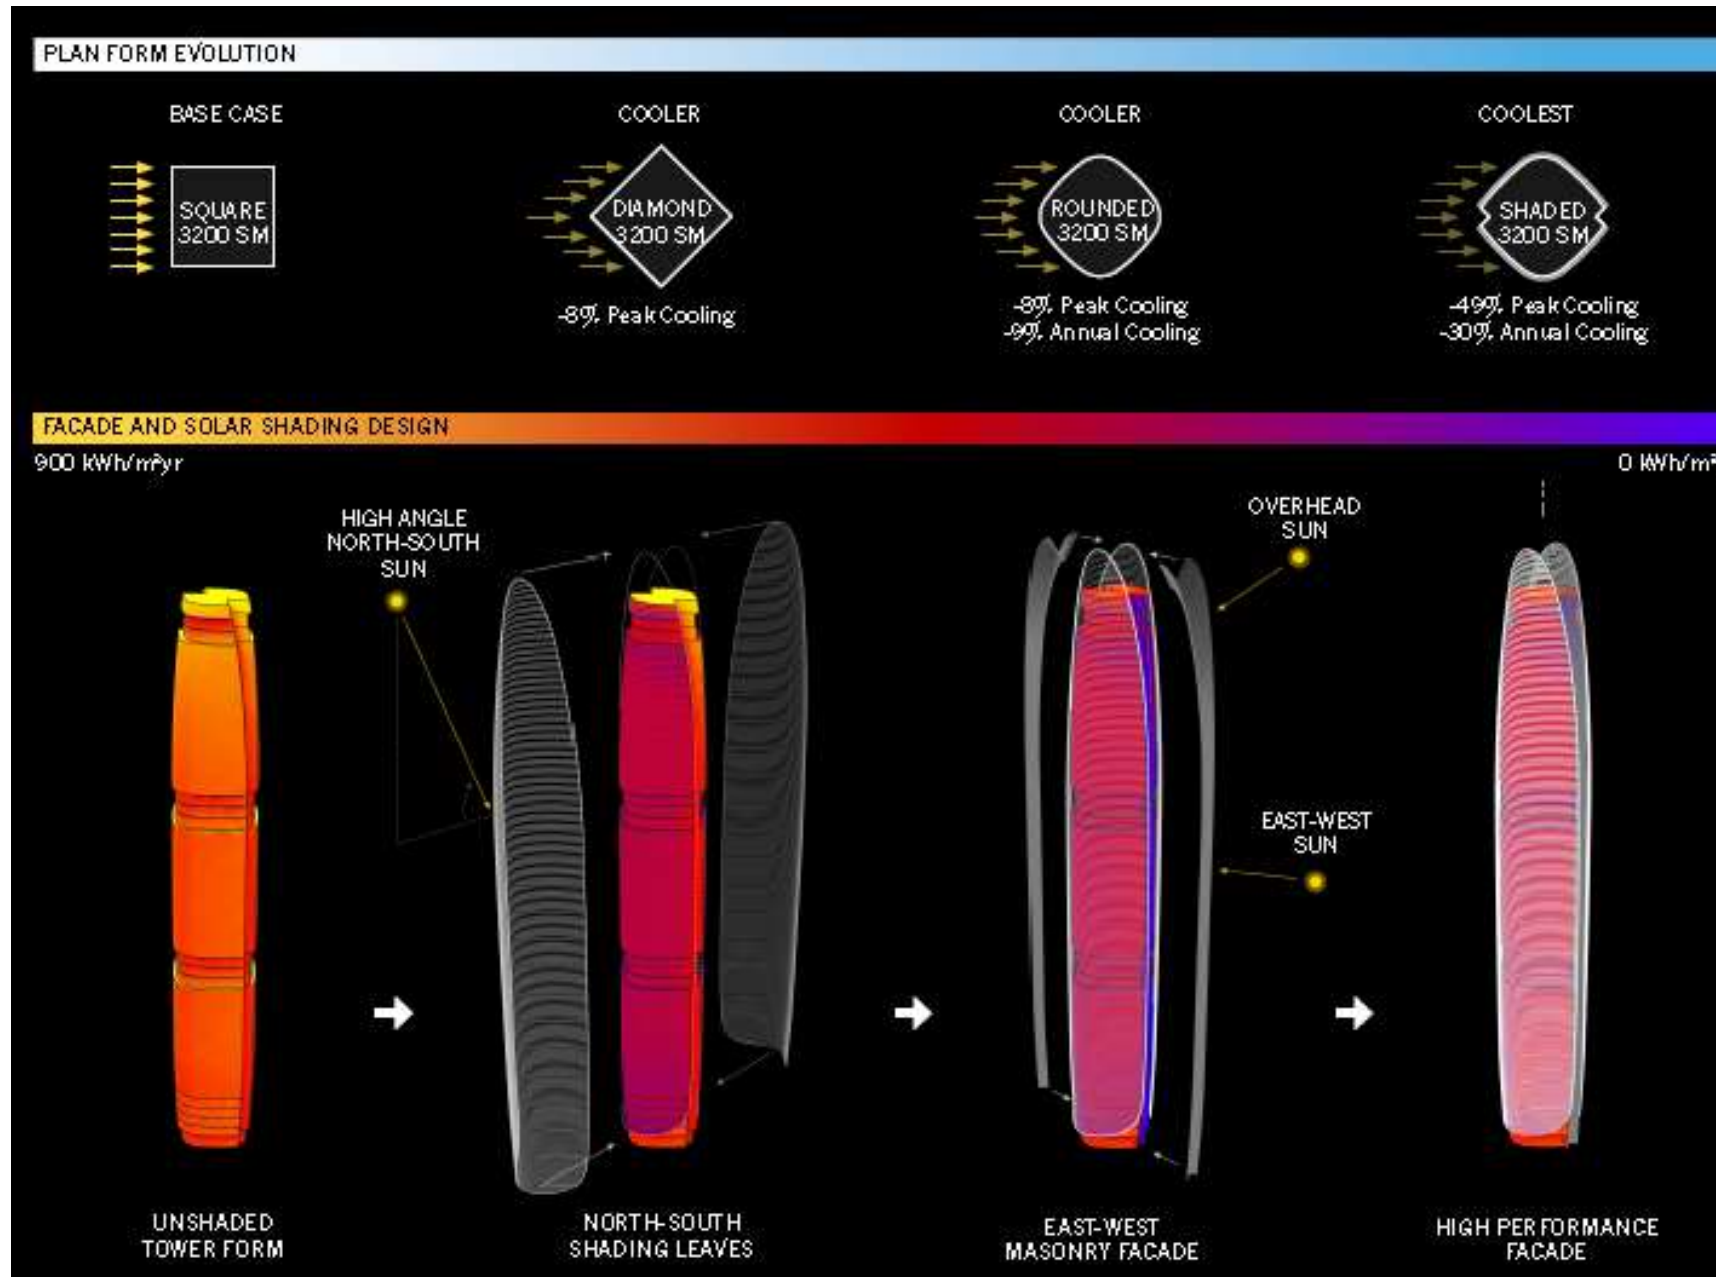 PLAN FORM EVOLUTION
BASE CASE
COOLER
COOLER
COOLEST
SQUARE
3200 SM
DIAMOND
3200 SM
ROUNDED
3200 SM
SHADED
3200 SM
-8% Peak Cooling
-8% Peak Cooling
-9% Annual Cooling
-49% Peak Cooling
-30% Annual Cooling
FACADE AND SOLAR SHADING DESIGN
900 kWh/m²yr
0 kWh/m²
HIGH ANGLE
NORTH-SOUTH
SUN
OVERHEAD
SUN
EAST-WEST
SUN
UNSHADED
TOWER FORM
NORTH-SOUTH
SHADING LEAVES
EAST-WEST
MASONRY FACADE
HIGH PERFORMANCE
FACADE